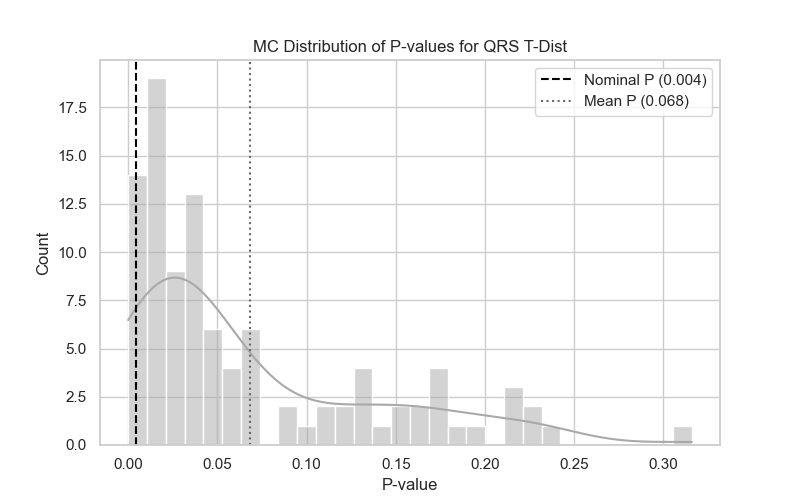 MC Distribution of P-values for QRS T-Dist
Nominal P (0.004)
Mean P (0.068)
17.5
15.0
12.5
10.0
7.5
5.0
2.5
0.0
Count
0.00 0.05 0.10 0.15 0.20 0.25 0.30
P-value